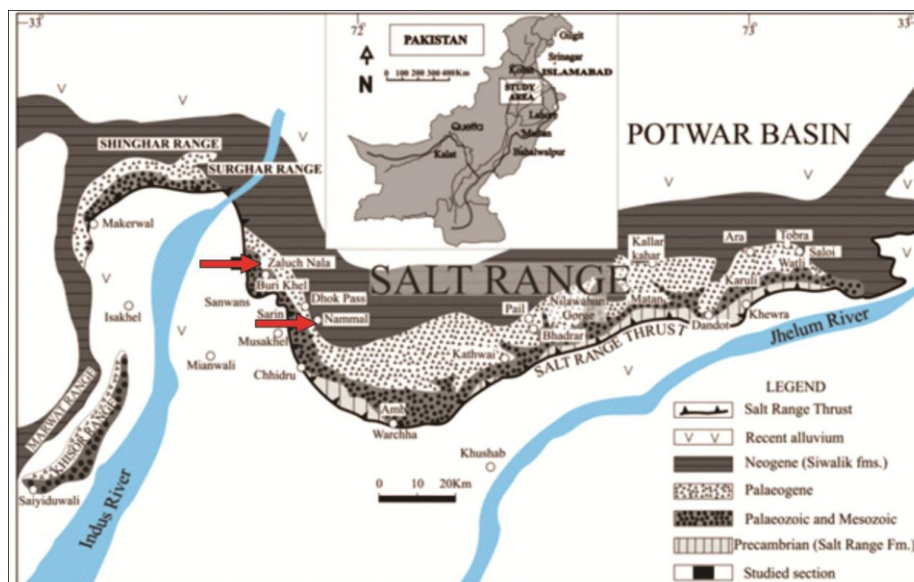 33°
72
73
33°
PAKISTAN
N
0 100 200 300 400Km
Gilgit
Srinagar
ISLAMABAD
STUDY
AREA
Lahore
Multan
Bahalwalpur
Quetta
Kalat
POTWAR BASIN
SHINGHAR RANGE
SURGHAR RANGE
Makerwal
Zaluch Nala
SALT RANGE
Kallar
kahar
Ara
Tobra
Saloi
Watli
Karuli
Buri Khel
Sanwans
Dhok Pass
Nammal
Sarin
Musakhel
Isakhel
Mianwali
Pail
Nilawahan
Gorge
Matan
Bhadrar
Dandot
Khewra
Kathwai
SALT RANGE THRUST
Jhelum River
Chhidru
Amb
Warchha
Khushab
MARWAT RANGE
KHISOR RANGE
Saiyiduwali
Indus River
0 10 20Km
LEGEND
Salt Range Thrust
Recent alluvium
Neogene (Siwalik fms.)
Palaeogene
Palaeozoic and Mesozoic
Precambrian (Salt Range Fm.)
Studied section